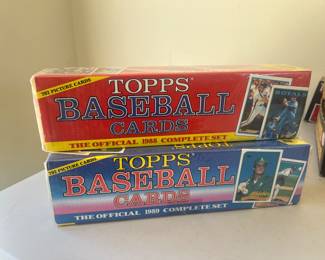 792 PICTURE CARDS
TOPPS
BASEBALL
CARDS
THE OFFICIAL 1988 COMPLETE SET
ROYALS
TOPPS
792 PICTURE CARDS
TOPPS
BASEBALL
CARDS
THE OFFICIAL 1989 COMPLETE SET